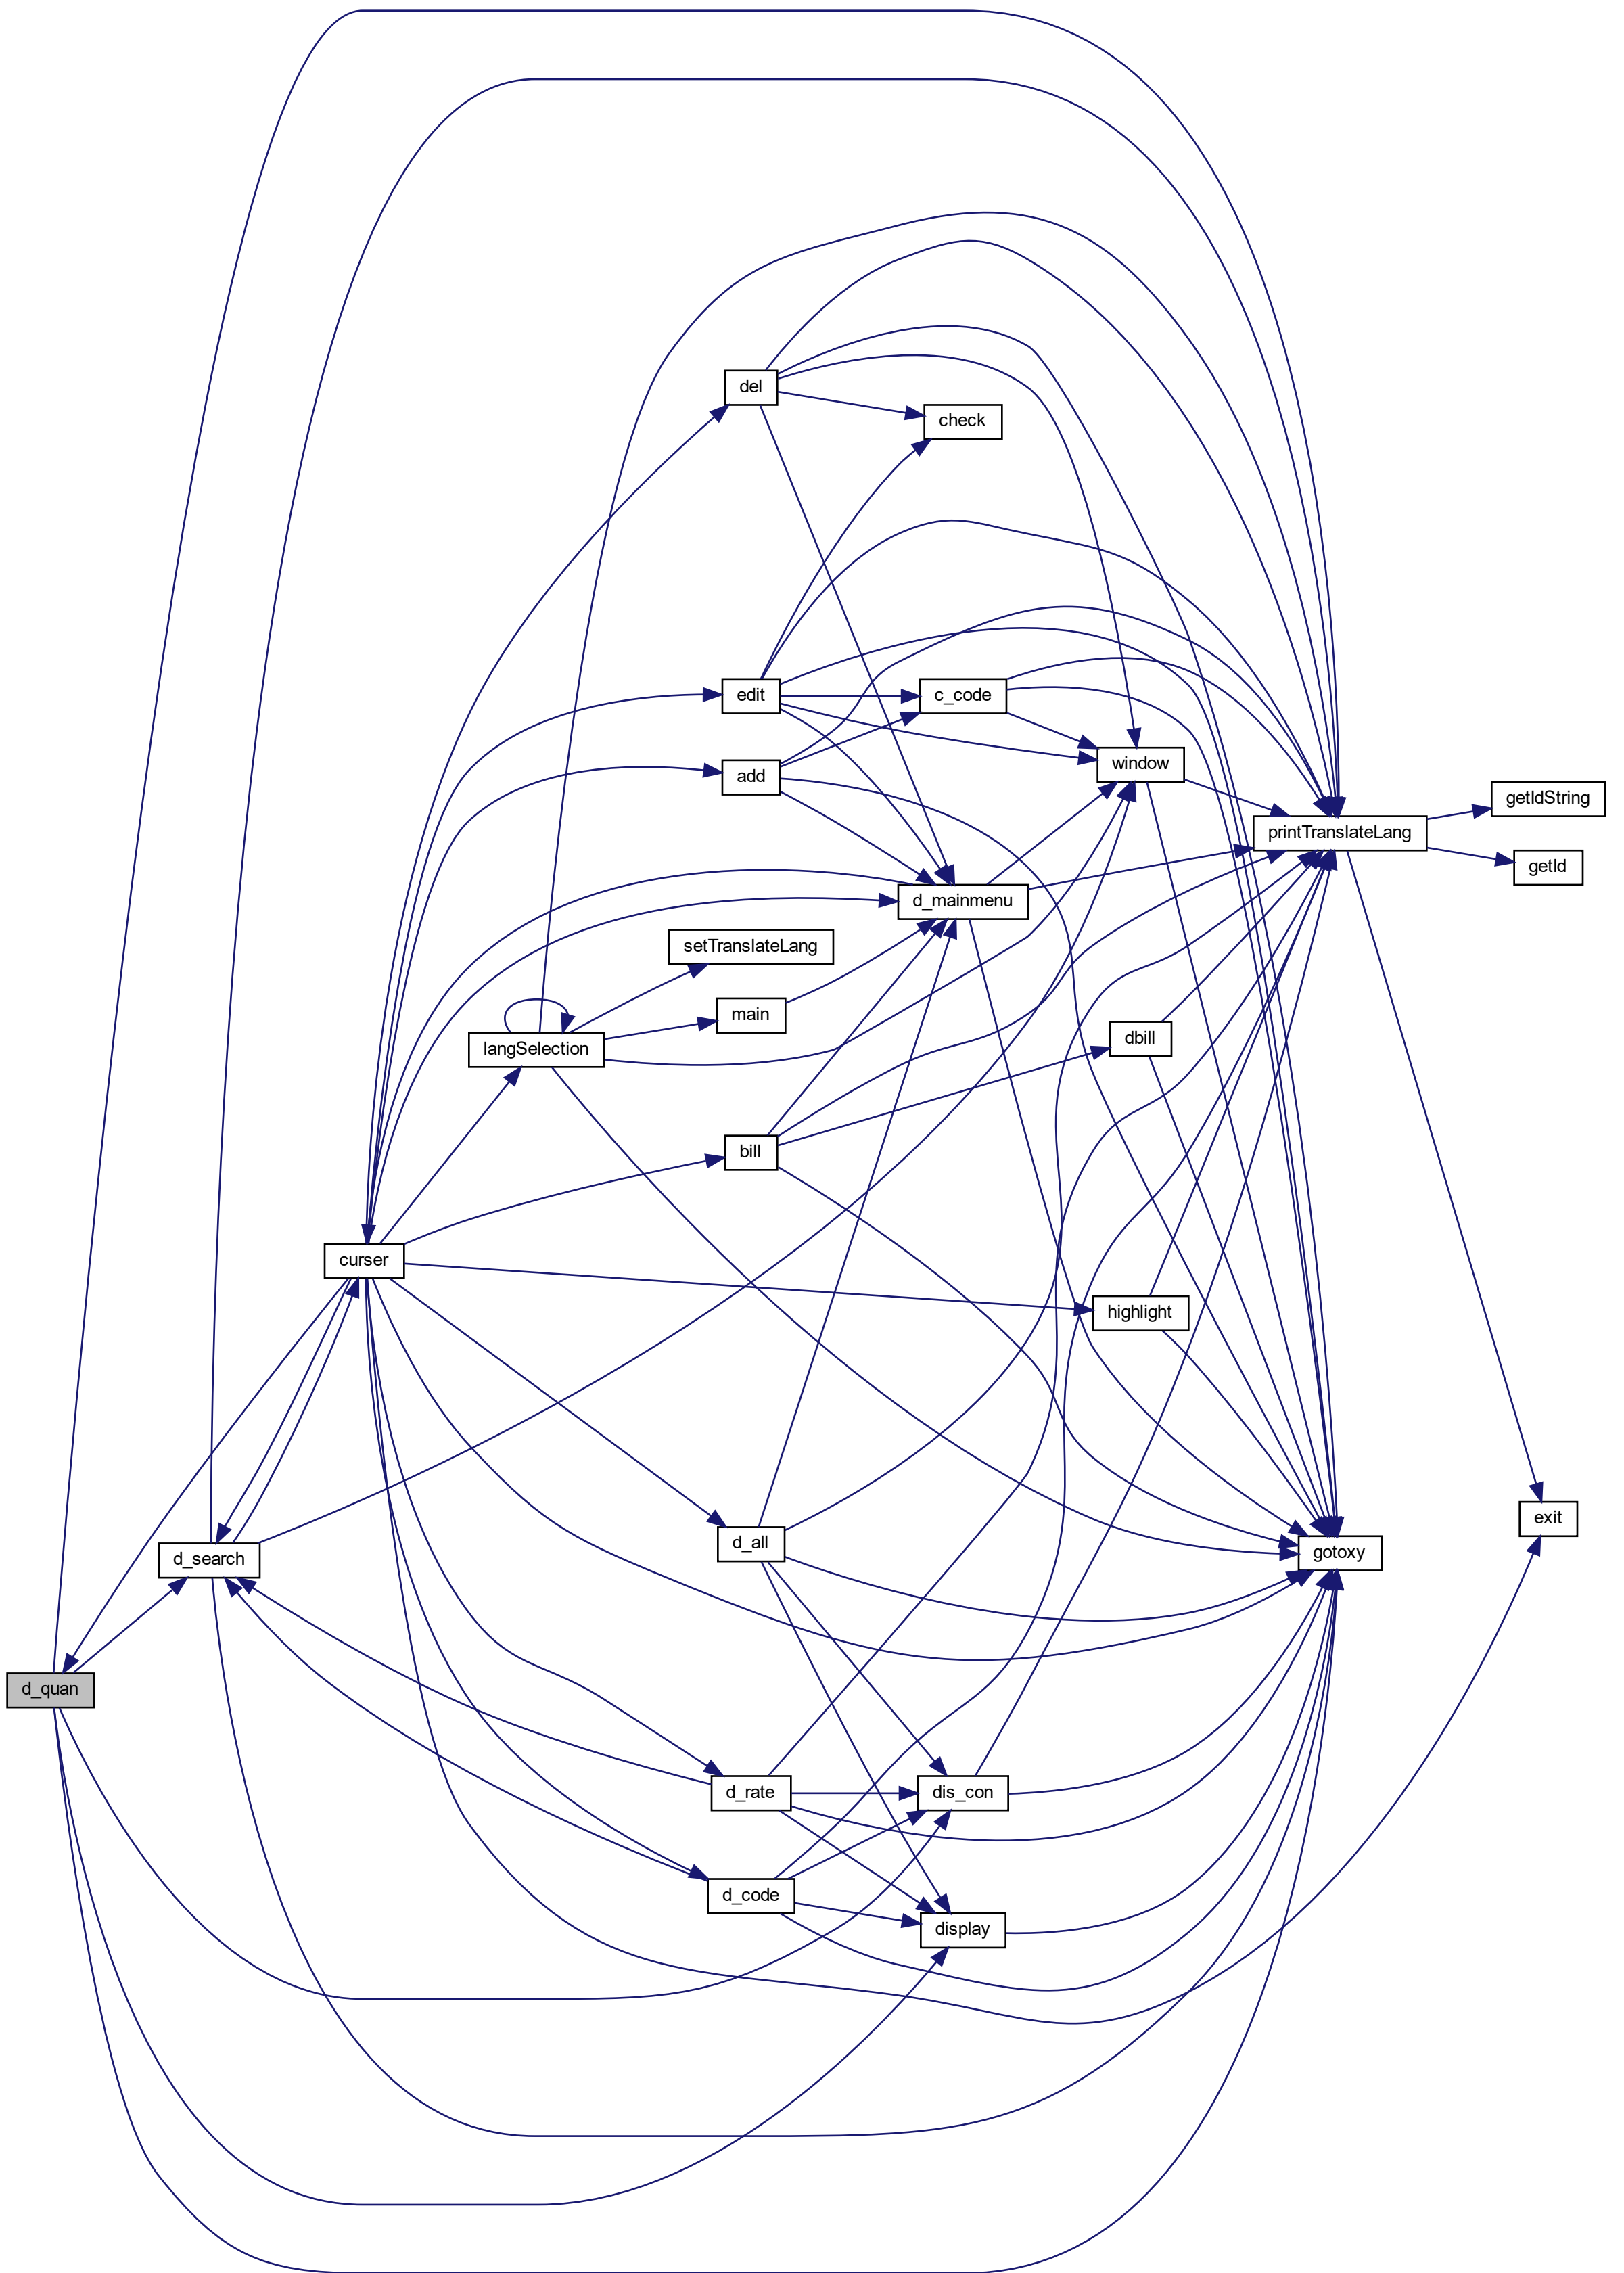 del
check
edit
c_code
window
add
getIdString
printTranslateLang
getId
d_mainmenu
setTranslateLang
main
langSelection
dbill
bill
curser
highlight
exit
d_all
gotoxy
d_search
d_quan
d_rate
dis_con
d_code
display